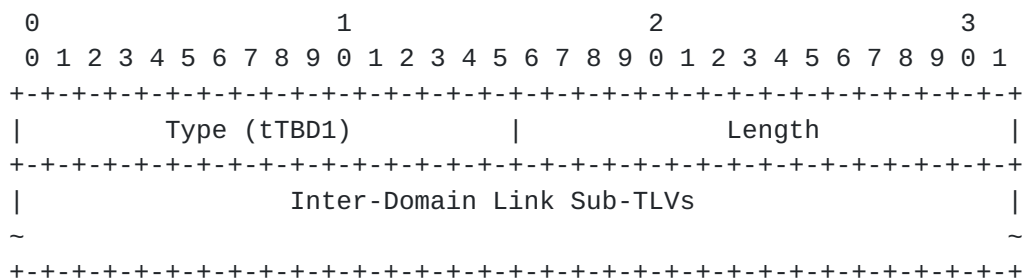 0                   1                   2                   3
 0 1 2 3 4 5 6 7 8 9 0 1 2 3 4 5 6 7 8 9 0 1 2 3 4 5 6 7 8 9 0 1
+-+-+-+-+-+-+-+-+-+-+-+-+-+-+-+-+-+-+-+-+-+-+-+-+-+-+-+-+-+-+-+-+
|         Type (tTBD1)          |             Length            |
+-+-+-+-+-+-+-+-+-+-+-+-+-+-+-+-+-+-+-+-+-+-+-+-+-+-+-+-+-+-+-+-+
|                 Inter-Domain Link Sub-TLVs                    |
~                                                               ~
+-+-+-+-+-+-+-+-+-+-+-+-+-+-+-+-+-+-+-+-+-+-+-+-+-+-+-+-+-+-+-+-+